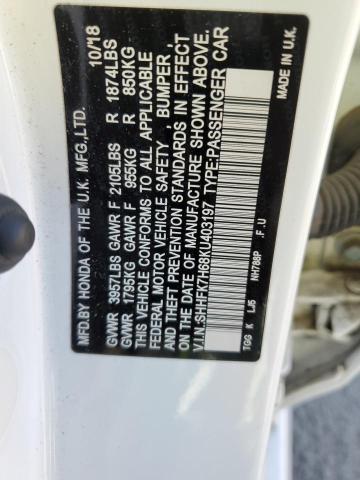 MFD.BY HONDA OF THE U.K. MFG.,LTD. 10/18
GVWR 3957LBS GAWR F 2105LBS R 1874LBS
GVWR 1795KG GAWR F 955KG R 850KG
THIS VEHICLE CONFORMS TO ALL APPLICABLE
FEDERAL MOTOR VEHICLE SAFETY, BUMPER,
AND THEFT PREVENTION STANDARDS IN EFFECT
ON THE DATE OF MANUFACTURE SHOWN ABOVE.
V.I.N.-SHHFK7H68KU403197 TYPE:PASSENGER CAR
NH788P F U MADE IN U.K.
TGG K LJ5